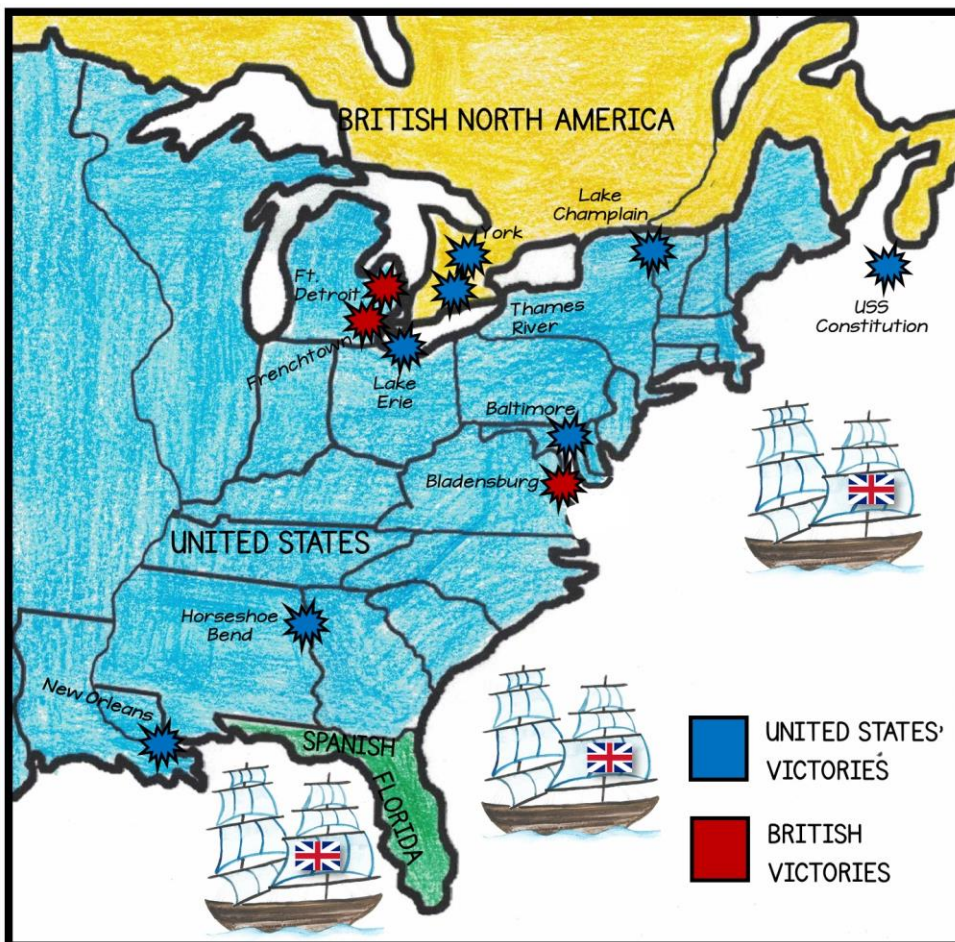 BRITISH NORTH AMERICA
Lake
Champlain
York
Ft.
Detroit
Thames
River
USS
Constitution
Frenchtown
Lake
Erie
Baltimore
Bladensburg
UNITED STATES
Horseshoe
Bend
New Orleans
SPANISH
FLORIDA
UNITED STATES'
VICTORIES
BRITISH
VICTORIES